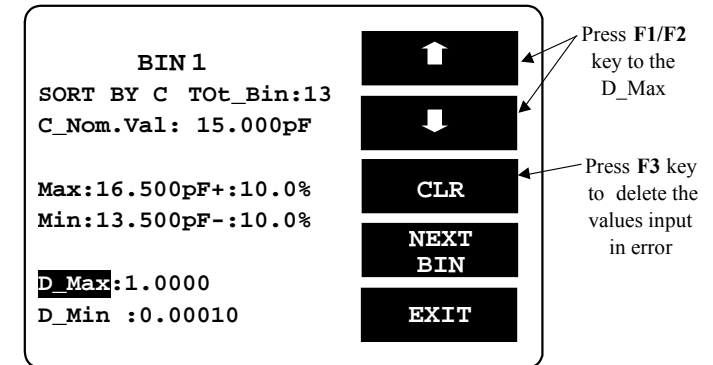 BIN 1
SORT BY C TOt_Bin:13
C_Nom.Val: 15.000pF
Max:16.500pF+:10.0%
Min:13.500pF-:10.0%
D_Max:1.0000
D_Min :0.00010
⬆
⬇
CLR
NEXT
BIN
EXIT
Press F1/F2
key to the
D_Max
Press F3 key
to delete the
values input
in error